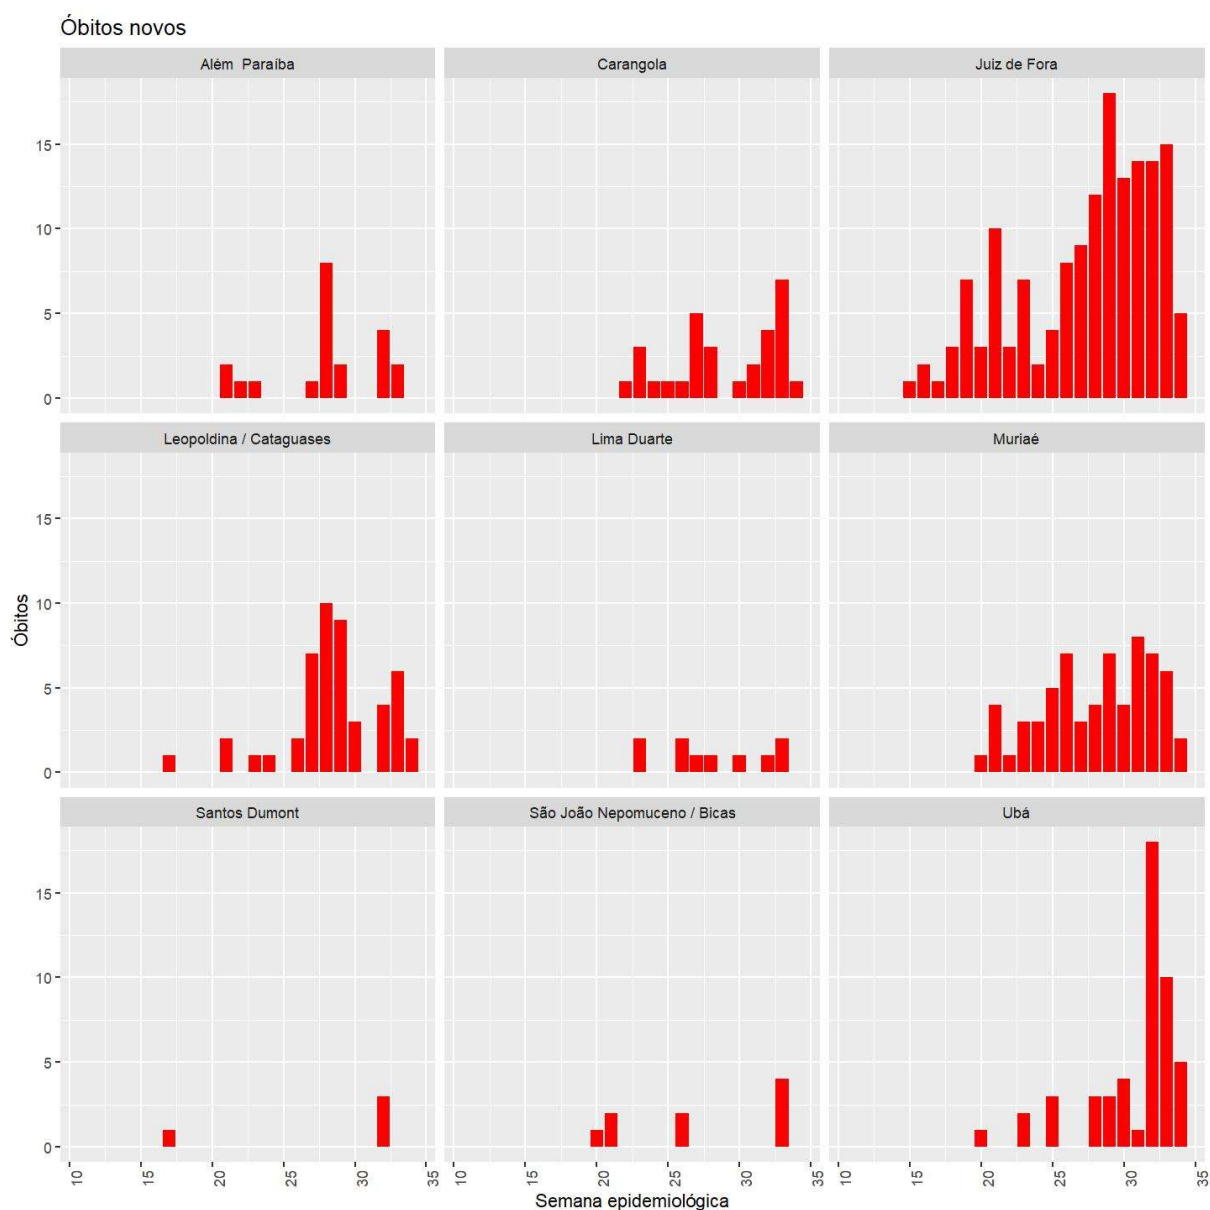 Óbitos novos
Além  Paraíba
Carangola
Juiz de Fora
15
10
5
0
Leopoldina / Cataguases
Lima Duarte
Muriaé
15
10
5
0
Óbitos
Santos Dumont
São João Nepomuceno / Bicas
Ubá
15
10
5
0
10 15 20 25 30 35
10 15 20 25 30 35
10 15 20 25 30 35
Semana epidemiológica